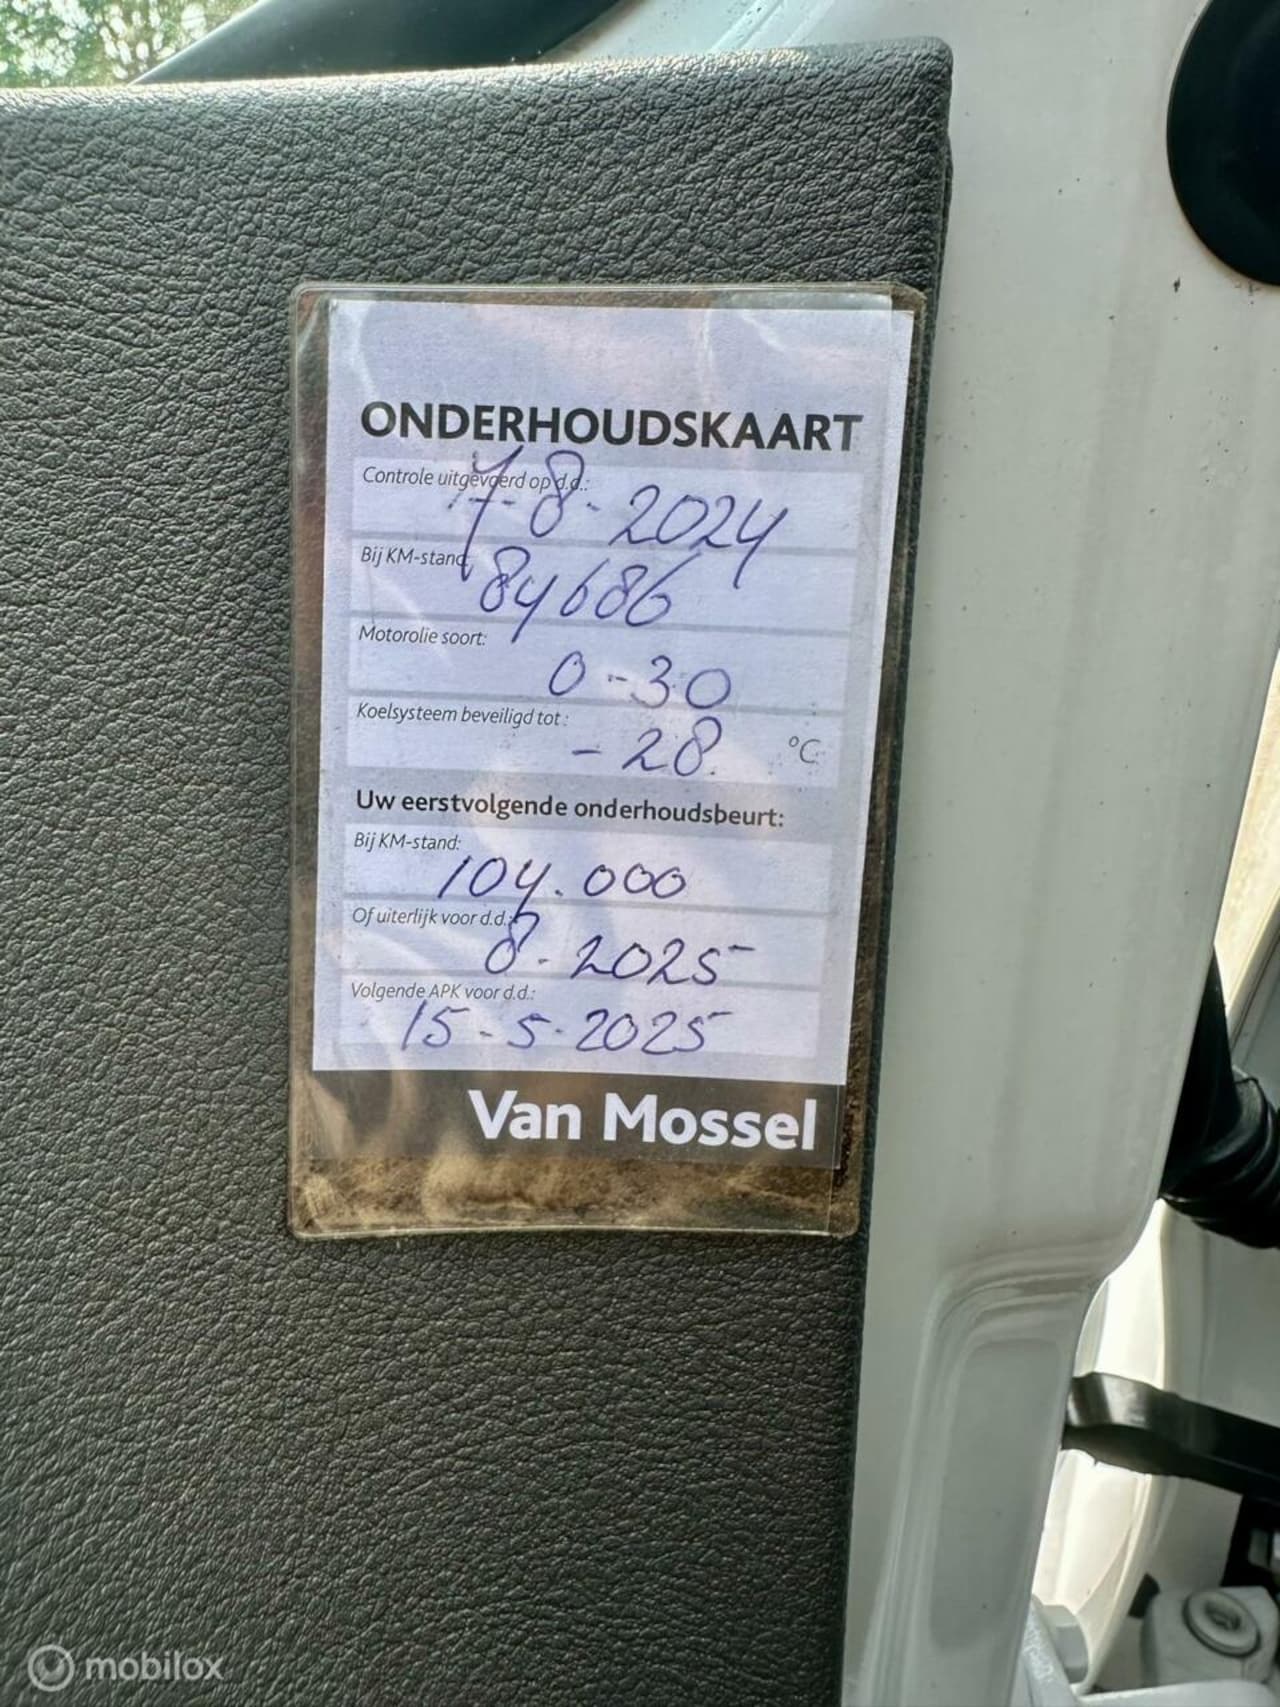 ONDERHOUDSKAART
Controle uitgevoerd op d.d.:
7-8-2024
Bij KM-stand
84686
Motorolie soort:
0-30
Koelsysteem beveiligd tot:
-28 °C
Uw eerstvolgende onderhoudsbeurt:
Bij KM-stand:
104.000
Of uiterlijk voor d.d.:
8-2025
Volgende APK voor d.d.:
15-5-2025
Van Mossel
mobilox